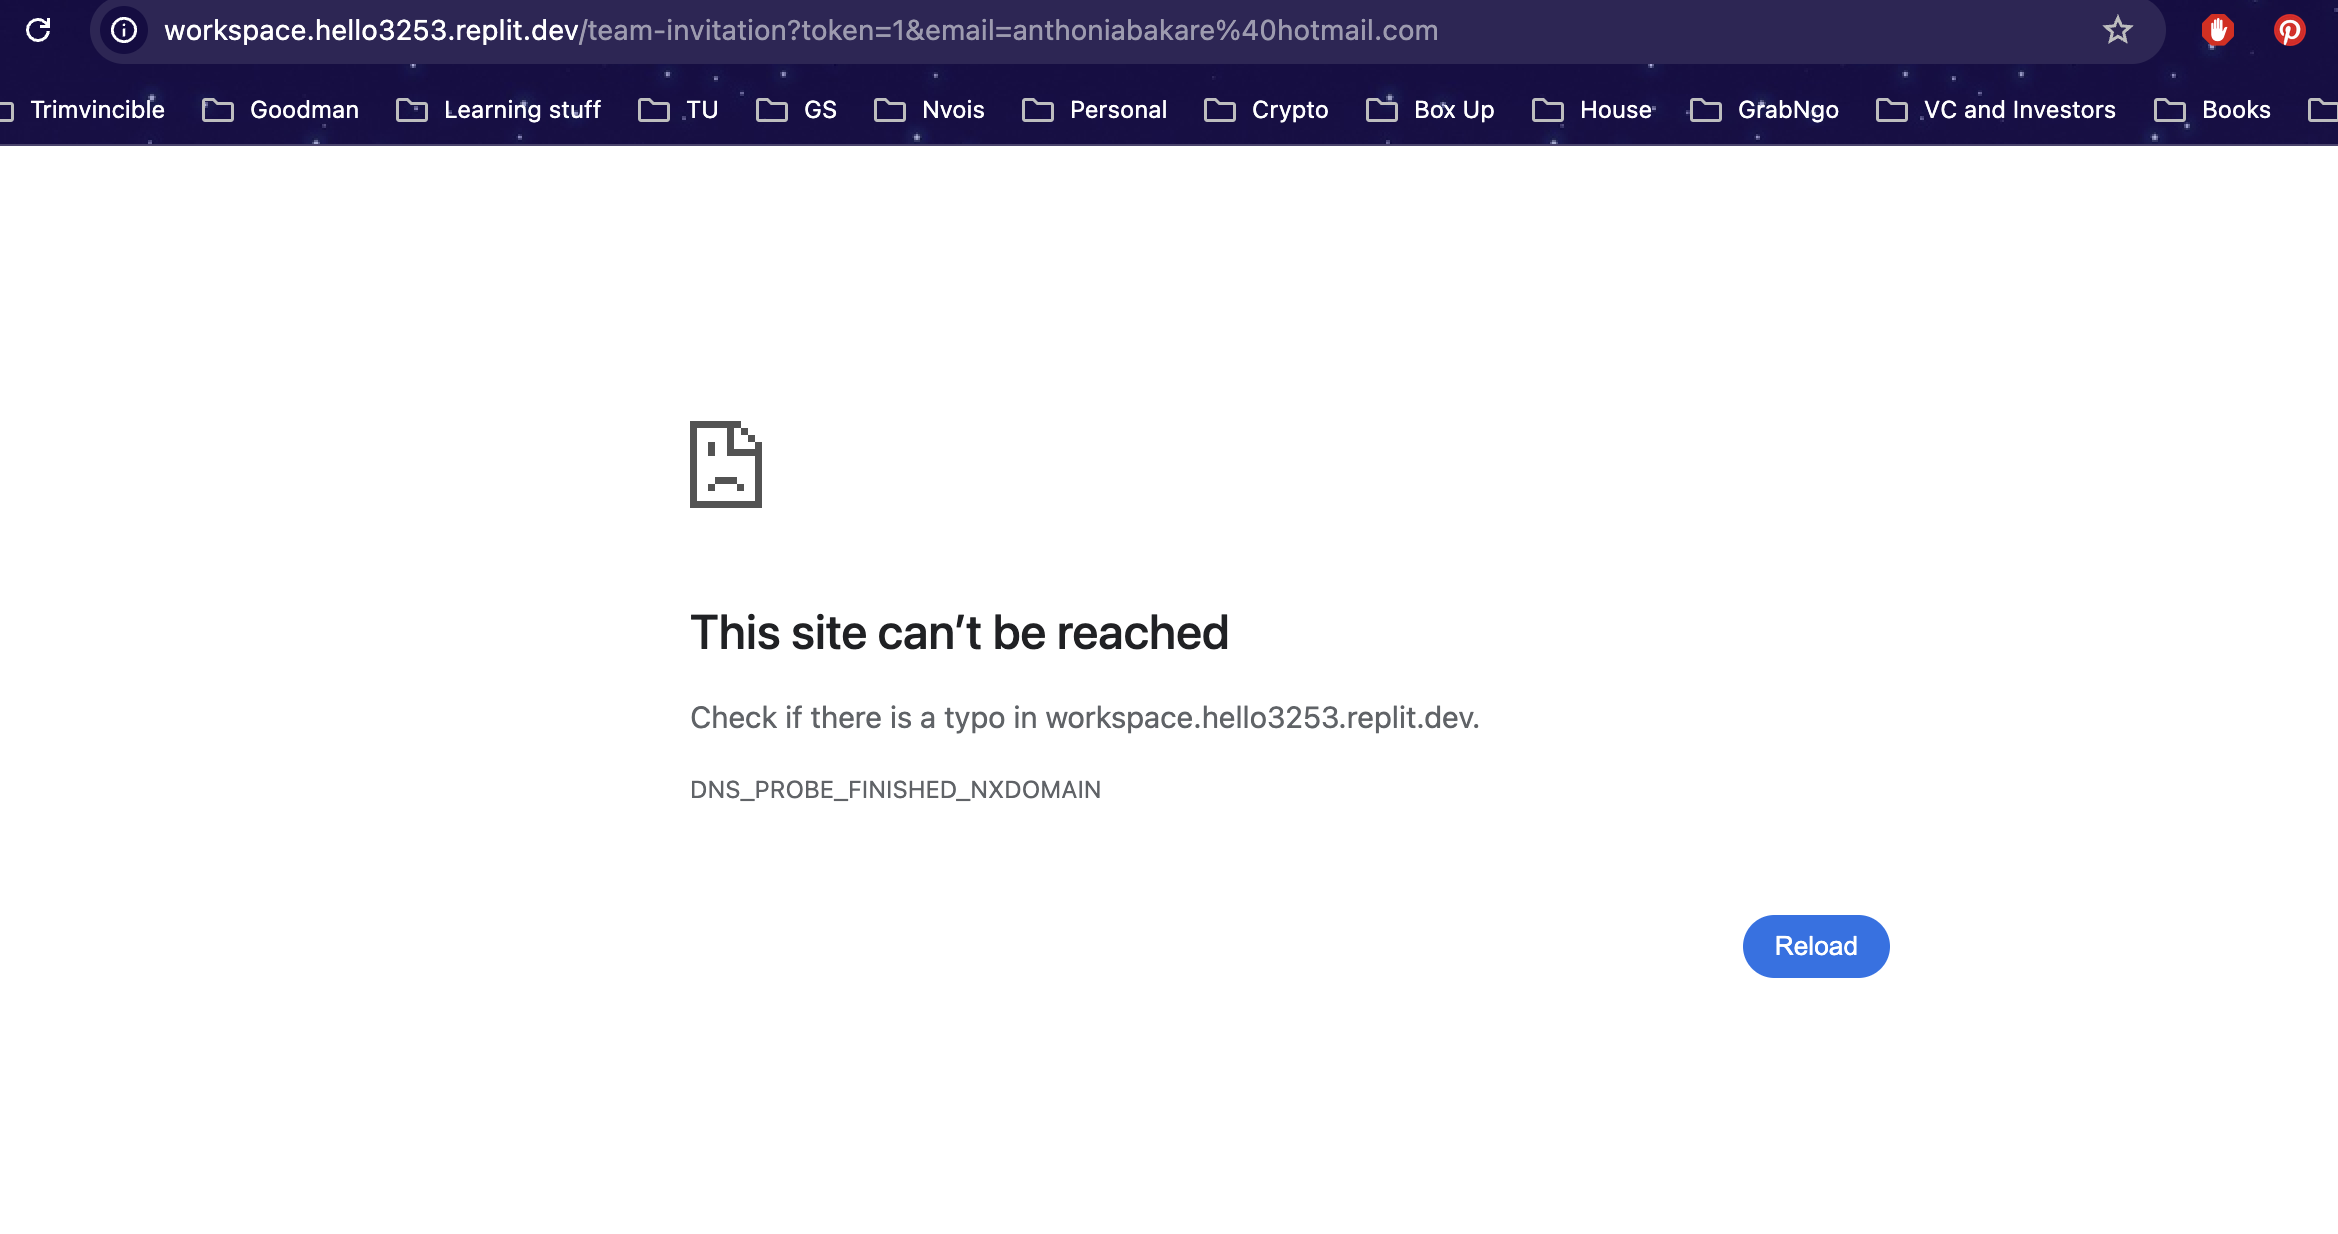 workspace.hello3253.replit.dev/team-invitation?token=1&email=anthoniabakare%40hotmail.com
Trimvincible Goodman Learning stuff TU GS Nvois Personal Crypto Box Up House GrabNgo VC and Investors Books
This site can’t be reached
Check if there is a typo in workspace.hello3253.replit.dev.
DNS_PROBE_FINISHED_NXDOMAIN
Reload